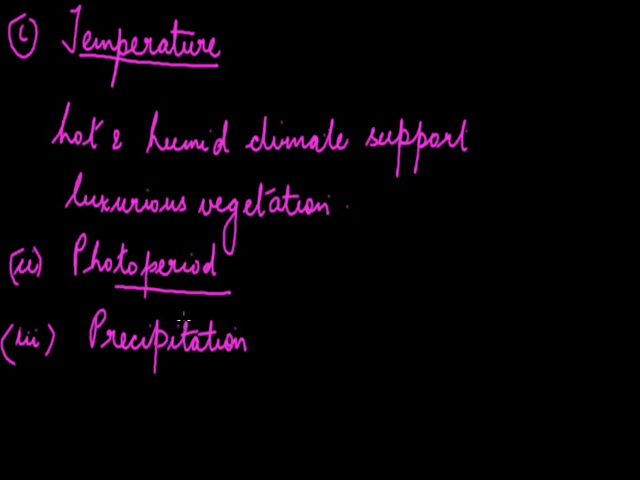 (i) Temperature
hot & humid climate support
luxurious vegetation.
(ii) Photoperiod
(iii) Precipitation